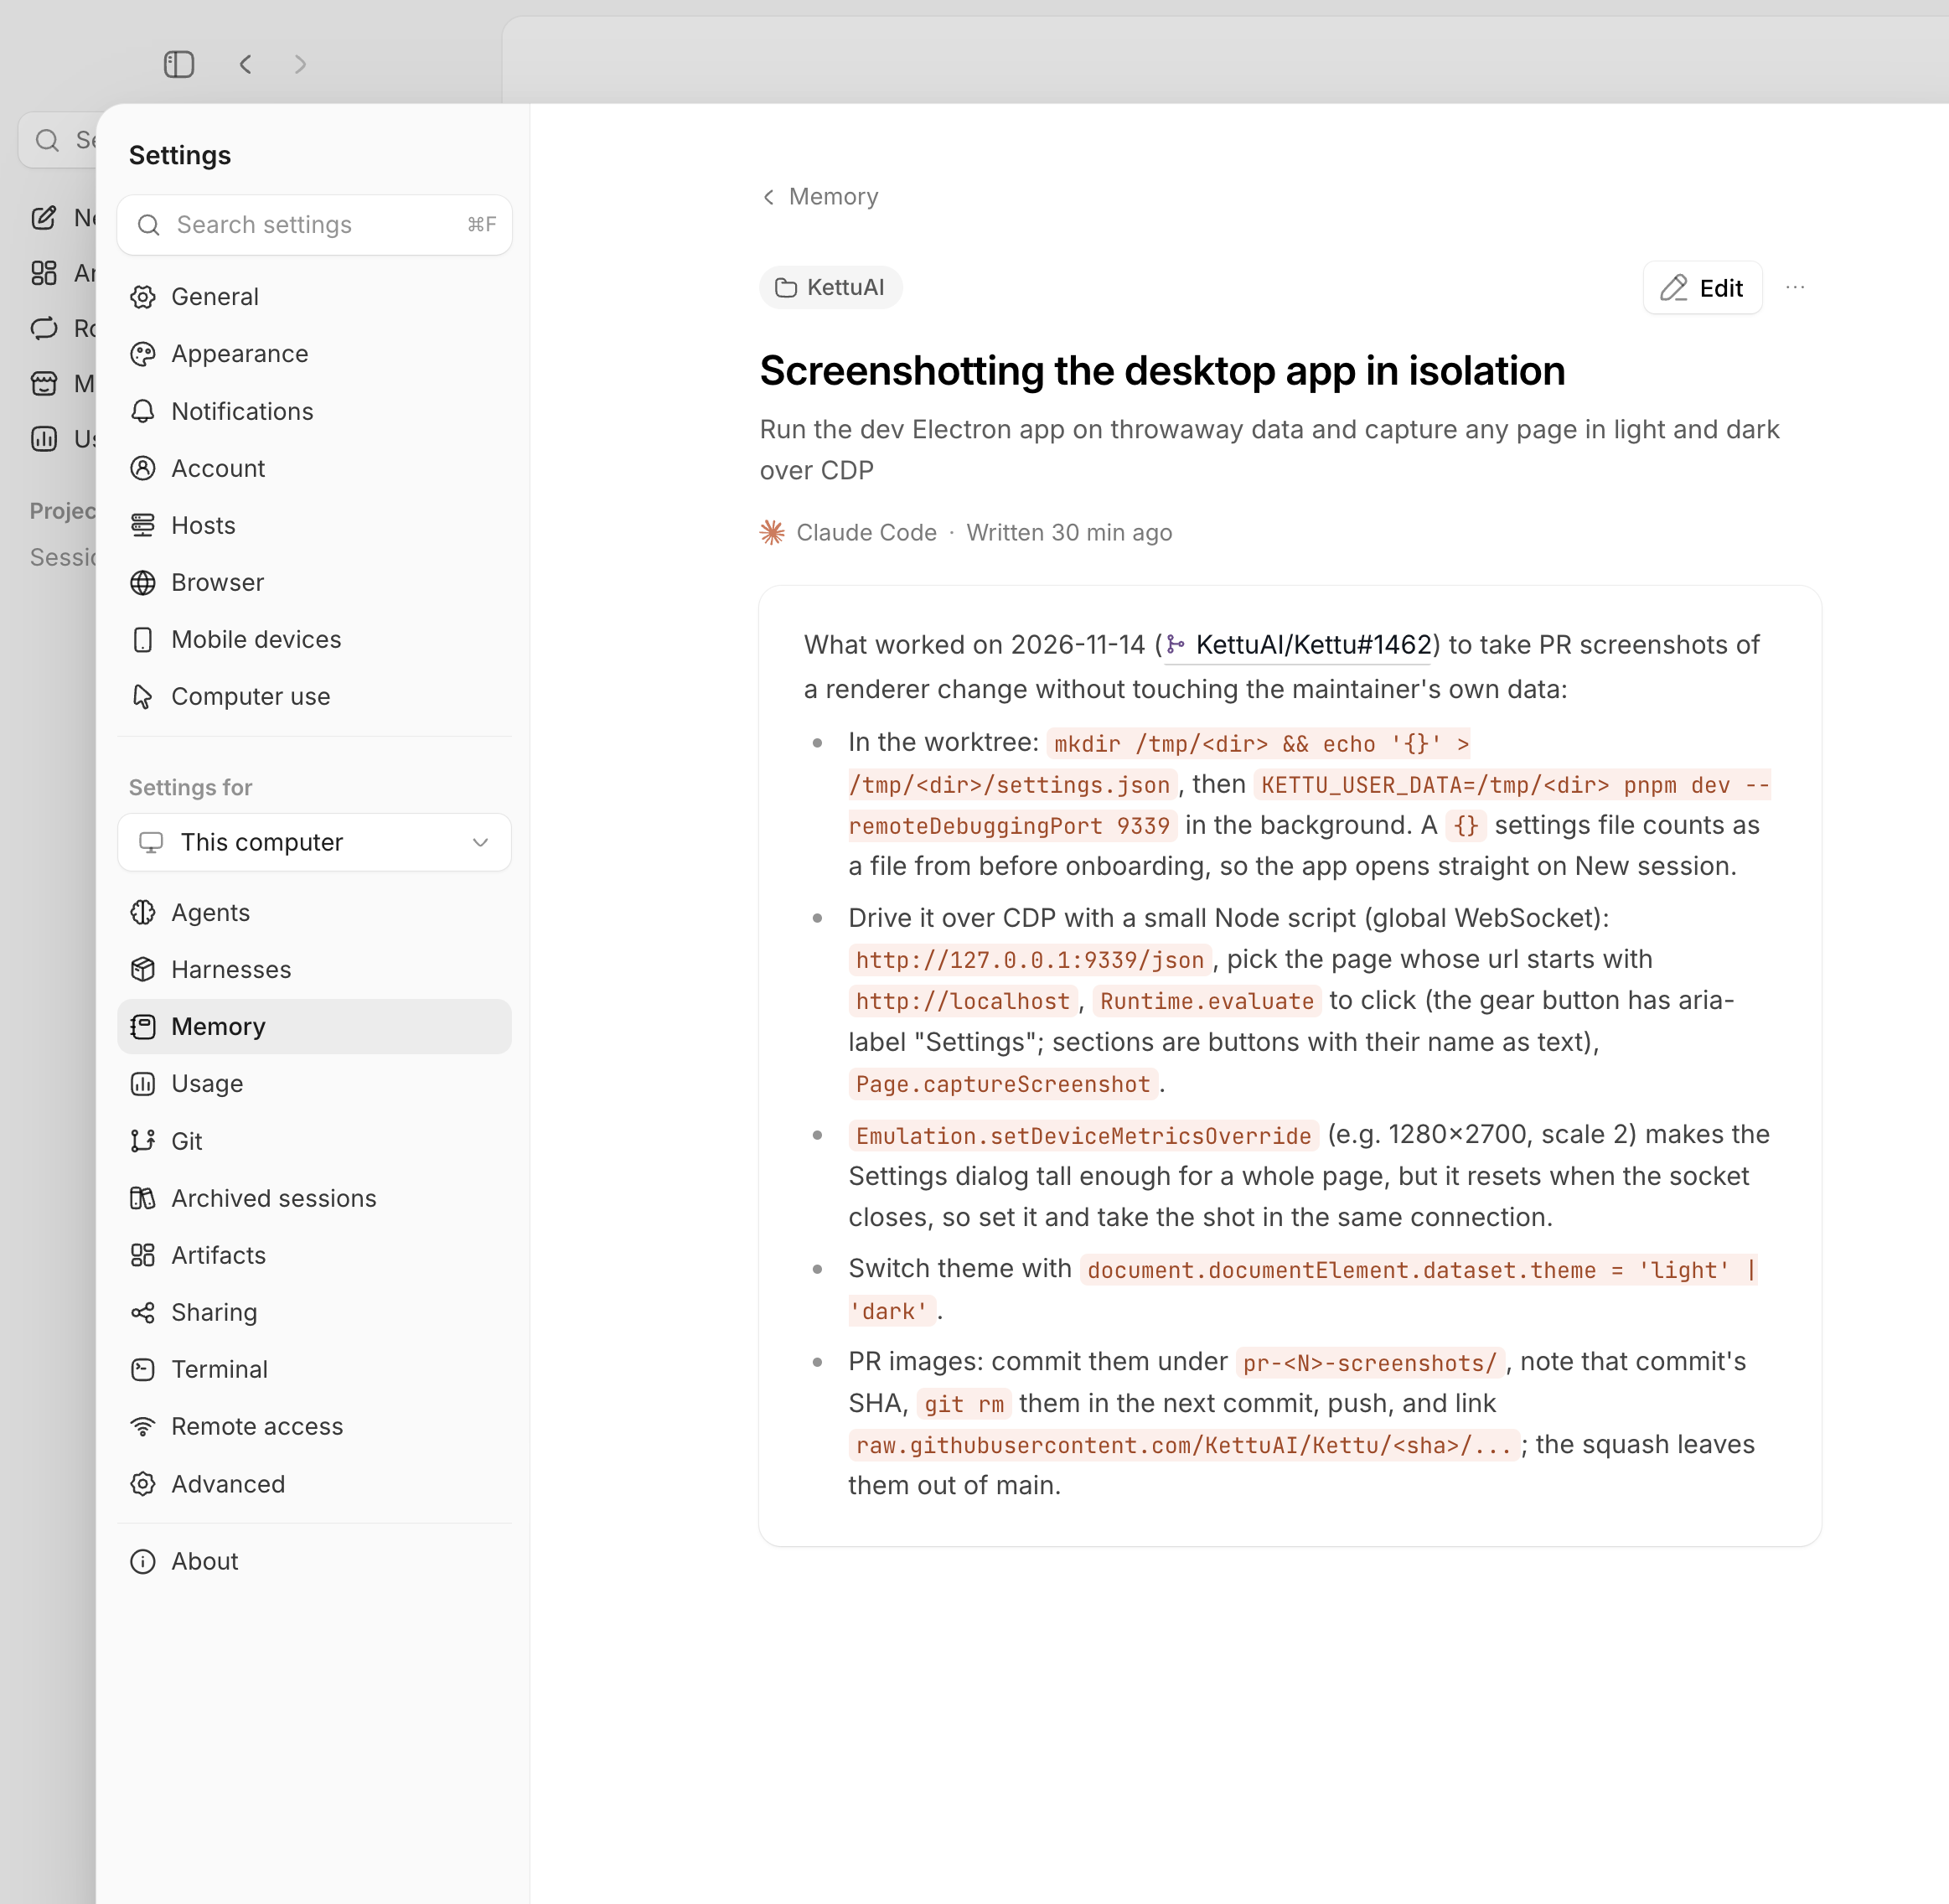 Settings
Search settings ⌘F
General
Appearance
Notifications
Account
Hosts
Browser
Mobile devices
Computer use
Settings for
This computer
Agents
Harnesses
Memory
Usage
Git
Archived sessions
Artifacts
Sharing
Terminal
Remote access
Advanced
About
Memory
KettuAI
Edit
Screenshotting the desktop app in isolation
Run the dev Electron app on throwaway data and capture any page in light and dark
over CDP
Claude Code · Written 30 min ago
What worked on 2026-11-14 (KettuAI/Kettu#1462) to take PR screenshots of
a renderer change without touching the maintainer's own data:
• In the worktree: mkdir /tmp/<dir> && echo '{}' >
/tmp/<dir>/settings.json, then KETTU_USER_DATA=/tmp/<dir> pnpm dev --
remoteDebuggingPort 9339 in the background. A {} settings file counts as
a file from before onboarding, so the app opens straight on New session.
• Drive it over CDP with a small Node script (global WebSocket):
http://127.0.0.1:9339/json, pick the page whose url starts with
http://localhost, Runtime.evaluate to click (the gear button has aria-
label "Settings"; sections are buttons with their name as text),
Page.captureScreenshot.
• Emulation.setDeviceMetricsOverride (e.g. 1280×2700, scale 2) makes the
Settings dialog tall enough for a whole page, but it resets when the socket
closes, so set it and take the shot in the same connection.
• Switch theme with document.documentElement.dataset.theme = 'light' |
'dark'.
• PR images: commit them under pr-<N>-screenshots/, note that commit's
SHA, git rm them in the next commit, push, and link
raw.githubusercontent.com/KettuAI/Kettu/<sha>/...; the squash leaves
them out of main.